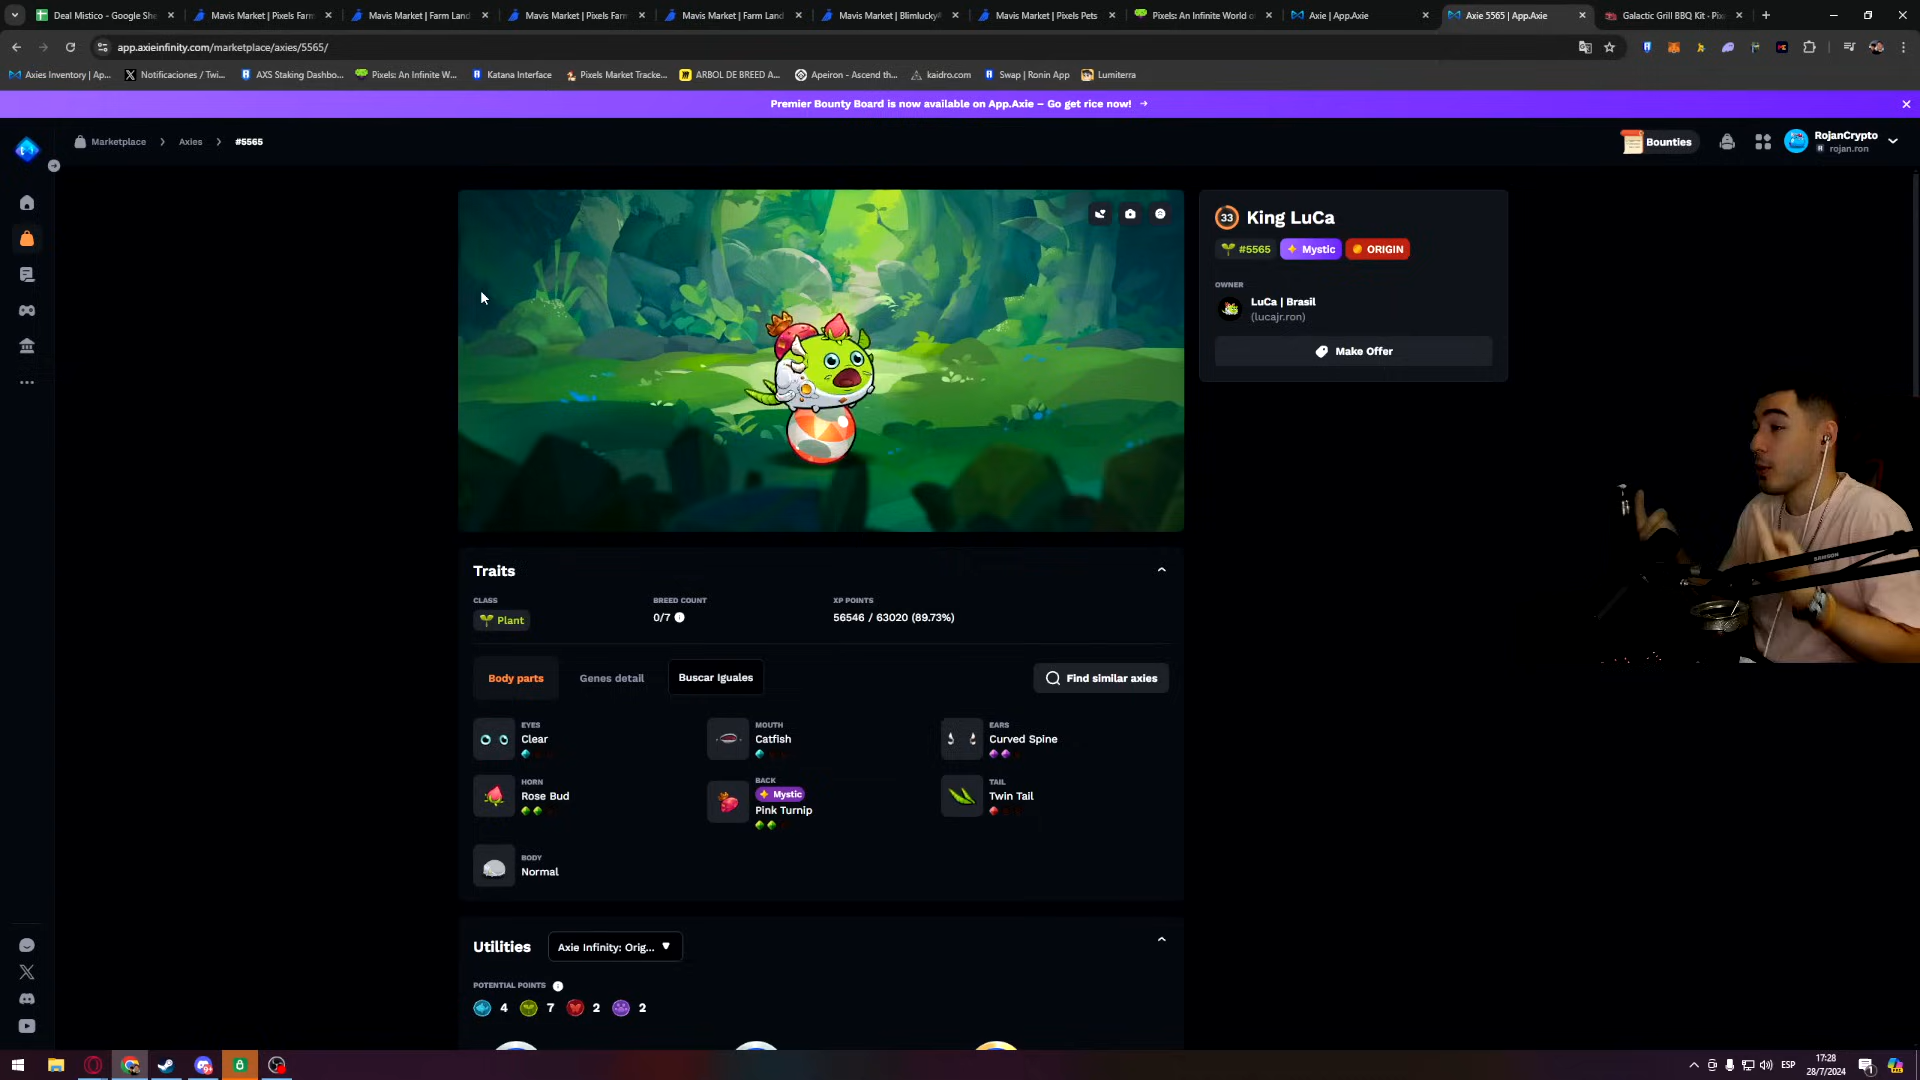 Deal Mistico - Google She
Mavis Market | Pixels Farm
Mavis Market | Farm Land
Mavis Market | Pixels Farm
Mavis Market | Farm Land
Mavis Market | Blimlucky
Mavis Market | Pixels Pets
Pixels: An Infinite World o
Axie | App.Axie
Axie 5565 | App.Axie
Galactic Grill BBQ Kit - Pix
app.axieinfinity.com/marketplace/axies/5565/
Axies Inventory | Ap...
Notificaciones / Twi...
AXS Staking Dashbo...
Pixels: An Infinite W...
Katana Interface
Pixels Market Tracke...
ARBOL DE BREED A...
Apeiron - Ascend th...
kaidro.com
Swap | Ronin App
Lumiterra
Premier Bounty Board is now available on App.Axie – Go get rice now! →
Marketplace > Axies > #5565
Bounties
RojanCrypto
rojan.ron
33 King LuCa
#5565 Mystic ORIGIN
OWNER
LuCa | Brasil
(lucajr.ron)
Make Offer
Traits
CLASS BREED COUNT XP POINTS
Plant 0/7 56546 / 63020 (89.73%)
Body parts Genes detail Buscar Iguales Find similar axies
EYES MOUTH EARS
Clear Catfish Curved Spine
HORN BACK TAIL
Rose Bud Mystic Twin Tail
Pink Turnip
BODY
Normal
Utilities Axie Infinity: Orig...
POTENTIAL POINTS
4 7 2 2
SAMSON
ESP
17:28
28/7/2024